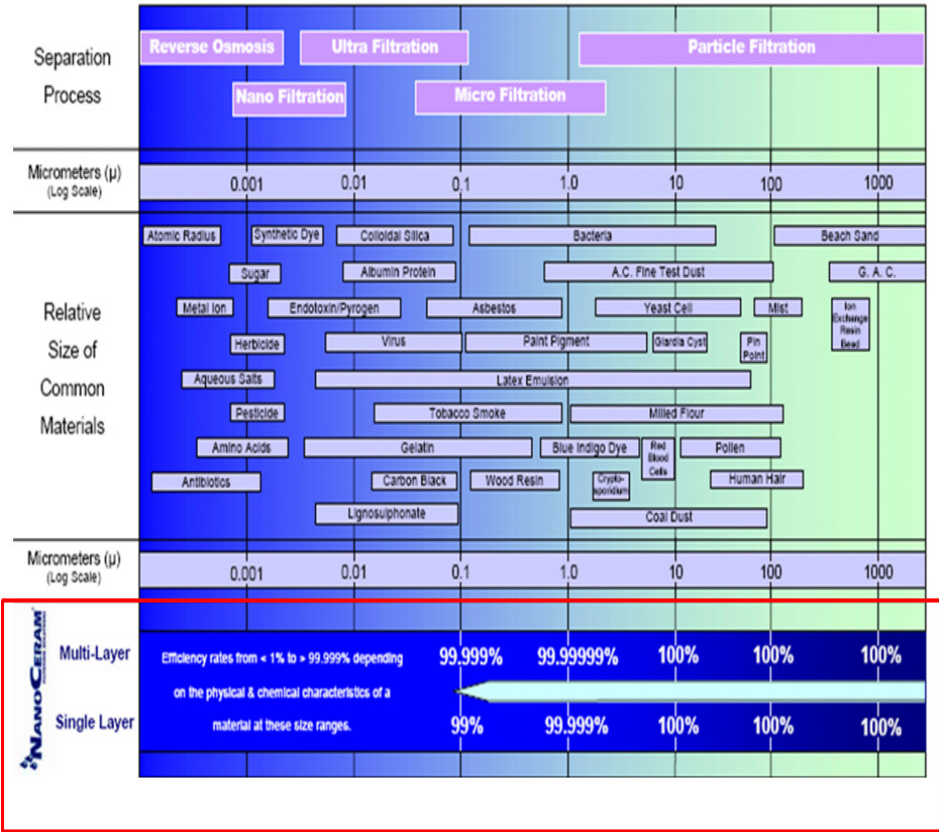 Separation
Process
Reverse Osmosis
Ultra Filtration
Particle Filtration
Nano Filtration
Micro Filtration
Micrometers (µ)
(Log Scale)
0.001 0.01 0.1 1.0 10 100 1000
Relative
Size of
Common
Materials
Atomic Radius
Synthetic Dye
Colloidal Silica
Bacteria
Beach Sand
Sugar
Albumin Protein
A.C. Fine Test Dust
G. A. C.
Metal Ion
Endotoxin/Pyrogen
Asbestos
Yeast Cell
Mist
Ion
Exchange
Resin
Bead
Herbicide
Virus
Paint Pigment
Giardia Cyst
Pin
Point
Aqueous Salts
Latex Emulsion
Pesticide
Tobacco Smoke
Milled Flour
Amino Acids
Gelatin
Blue Indigo Dye
Red
Blood
Cells
Pollen
Antibiotics
Carbon Black
Wood Resin
Crypto-
sporidium
Human Hair
Lignosulphonate
Coal Dust
Micrometers (µ)
(Log Scale)
0.001 0.01 0.1 1.0 10 100 1000
NANOCERAM®
Multi-Layer
Efficiency rates from < 1% to > 99.999% depending
on the physical & chemical characteristics of a
material at these size ranges.
99.999% 99.99999% 100% 100% 100%
Single Layer
99% 99.999% 100% 100% 100%